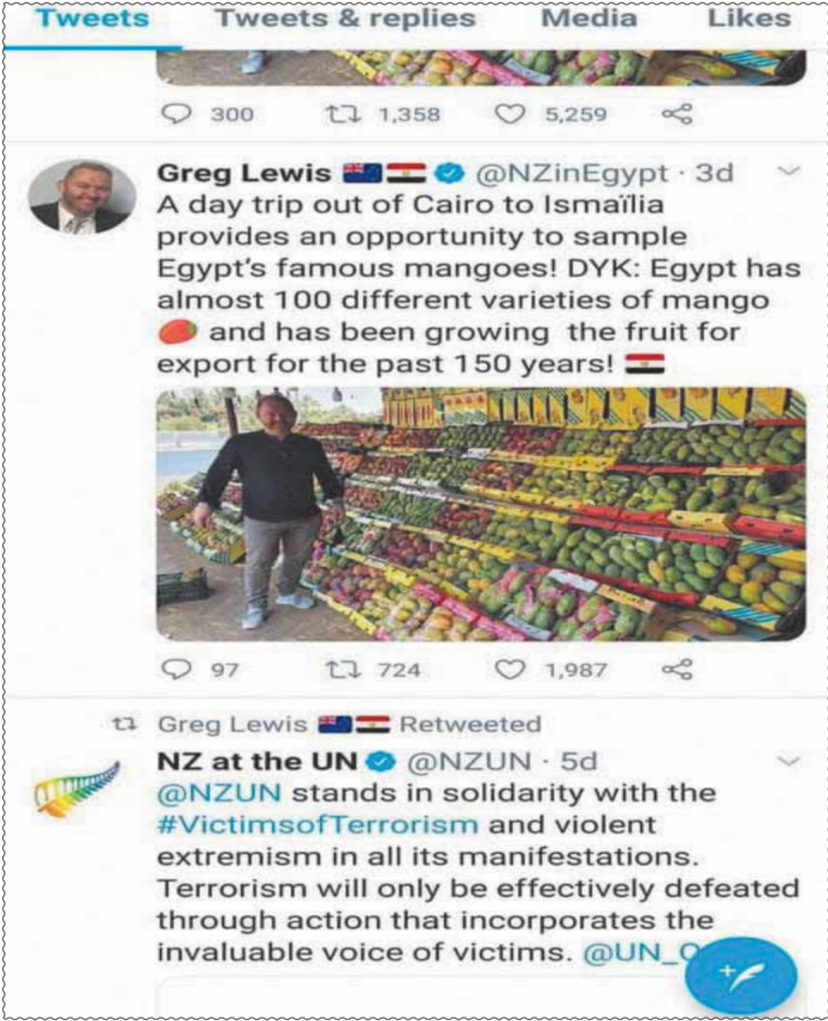 Tweets Tweets & replies Media Likes
300 1,358 5,259
Greg Lewis 🇳🇿🇪🇬 @NZinEgypt · 3d
A day trip out of Cairo to Ismaïlia
provides an opportunity to sample
Egypt's famous mangoes! DYK: Egypt has
almost 100 different varieties of mango
🥭 and has been growing the fruit for
export for the past 150 years! 🇪🇬
97 724 1,987
Greg Lewis 🇳🇿🇪🇬 Retweeted
NZ at the UN @NZUN · 5d
@NZUN stands in solidarity with the
#VictimsofTerrorism and violent
extremism in all its manifestations.
Terrorism will only be effectively defeated
through action that incorporates the
invaluable voice of victims.